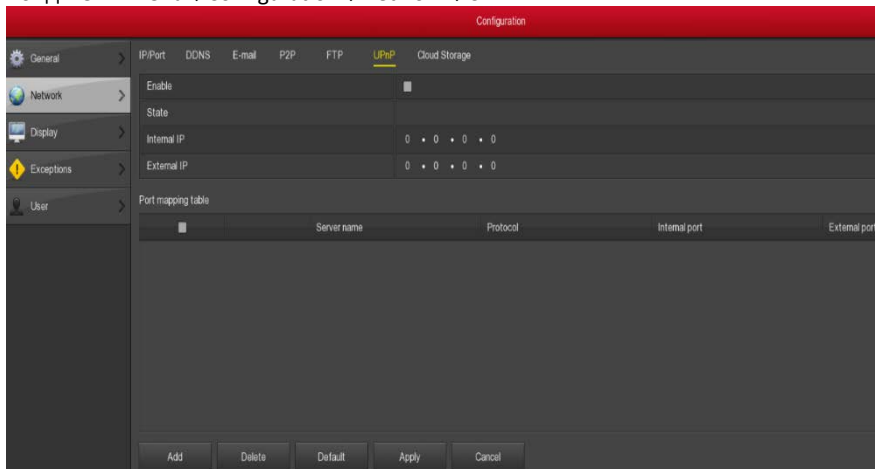 Configuration
General
Network
Display
Exceptions
User
IP/Port DDNS E-mail P2P FTP UPnP Cloud Storage
Enable
State
Internal IP 0 • 0 • 0 • 0
External IP 0 • 0 • 0 • 0
Port mapping table
Server name Protocol Internal port External port
Add Delete Default Apply Cancel